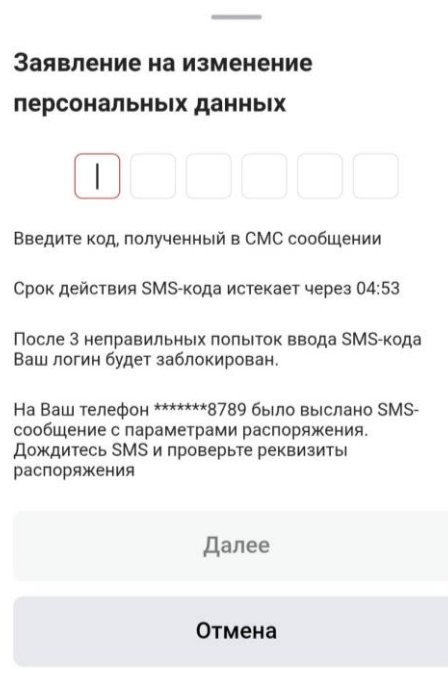 Заявление на изменение
персональных данных
Введите код, полученный в СМС сообщении
Срок действия SMS-кода истекает через 04:53
После 3 неправильных попыток ввода SMS-кода
Ваш логин будет заблокирован.
На Ваш телефон *******8789 было выслано SMS-
сообщение с параметрами распоряжения.
Дождитесь SMS и проверьте реквизиты
распоряжения
Далее
Отмена